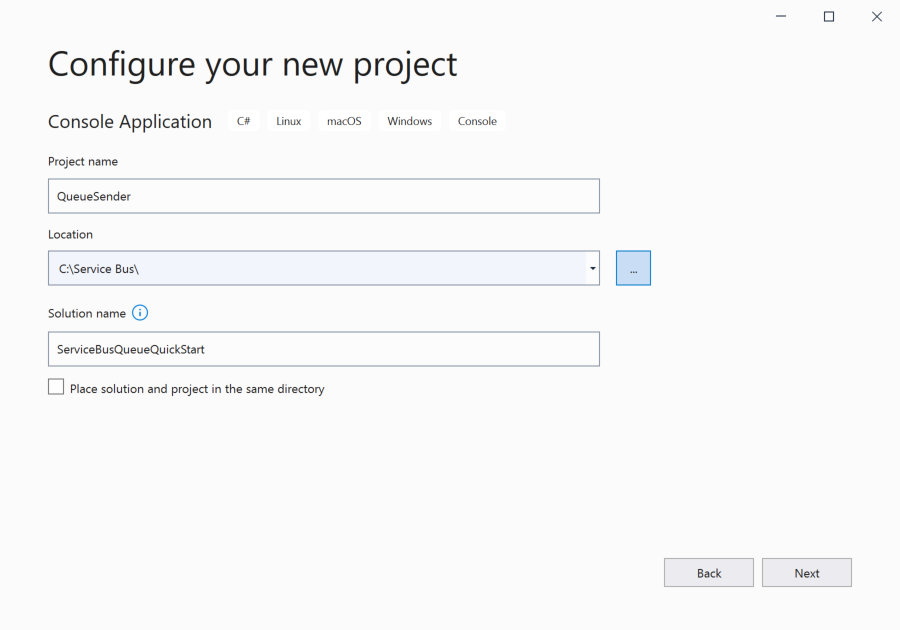 Configure your new project
Console Application C# Linux macOS Windows Console
Project name
QueueSender
Location
C:\Service Bus\
...
Solution name
ServiceBusQueueQuickStart
Place solution and project in the same directory
Back Next